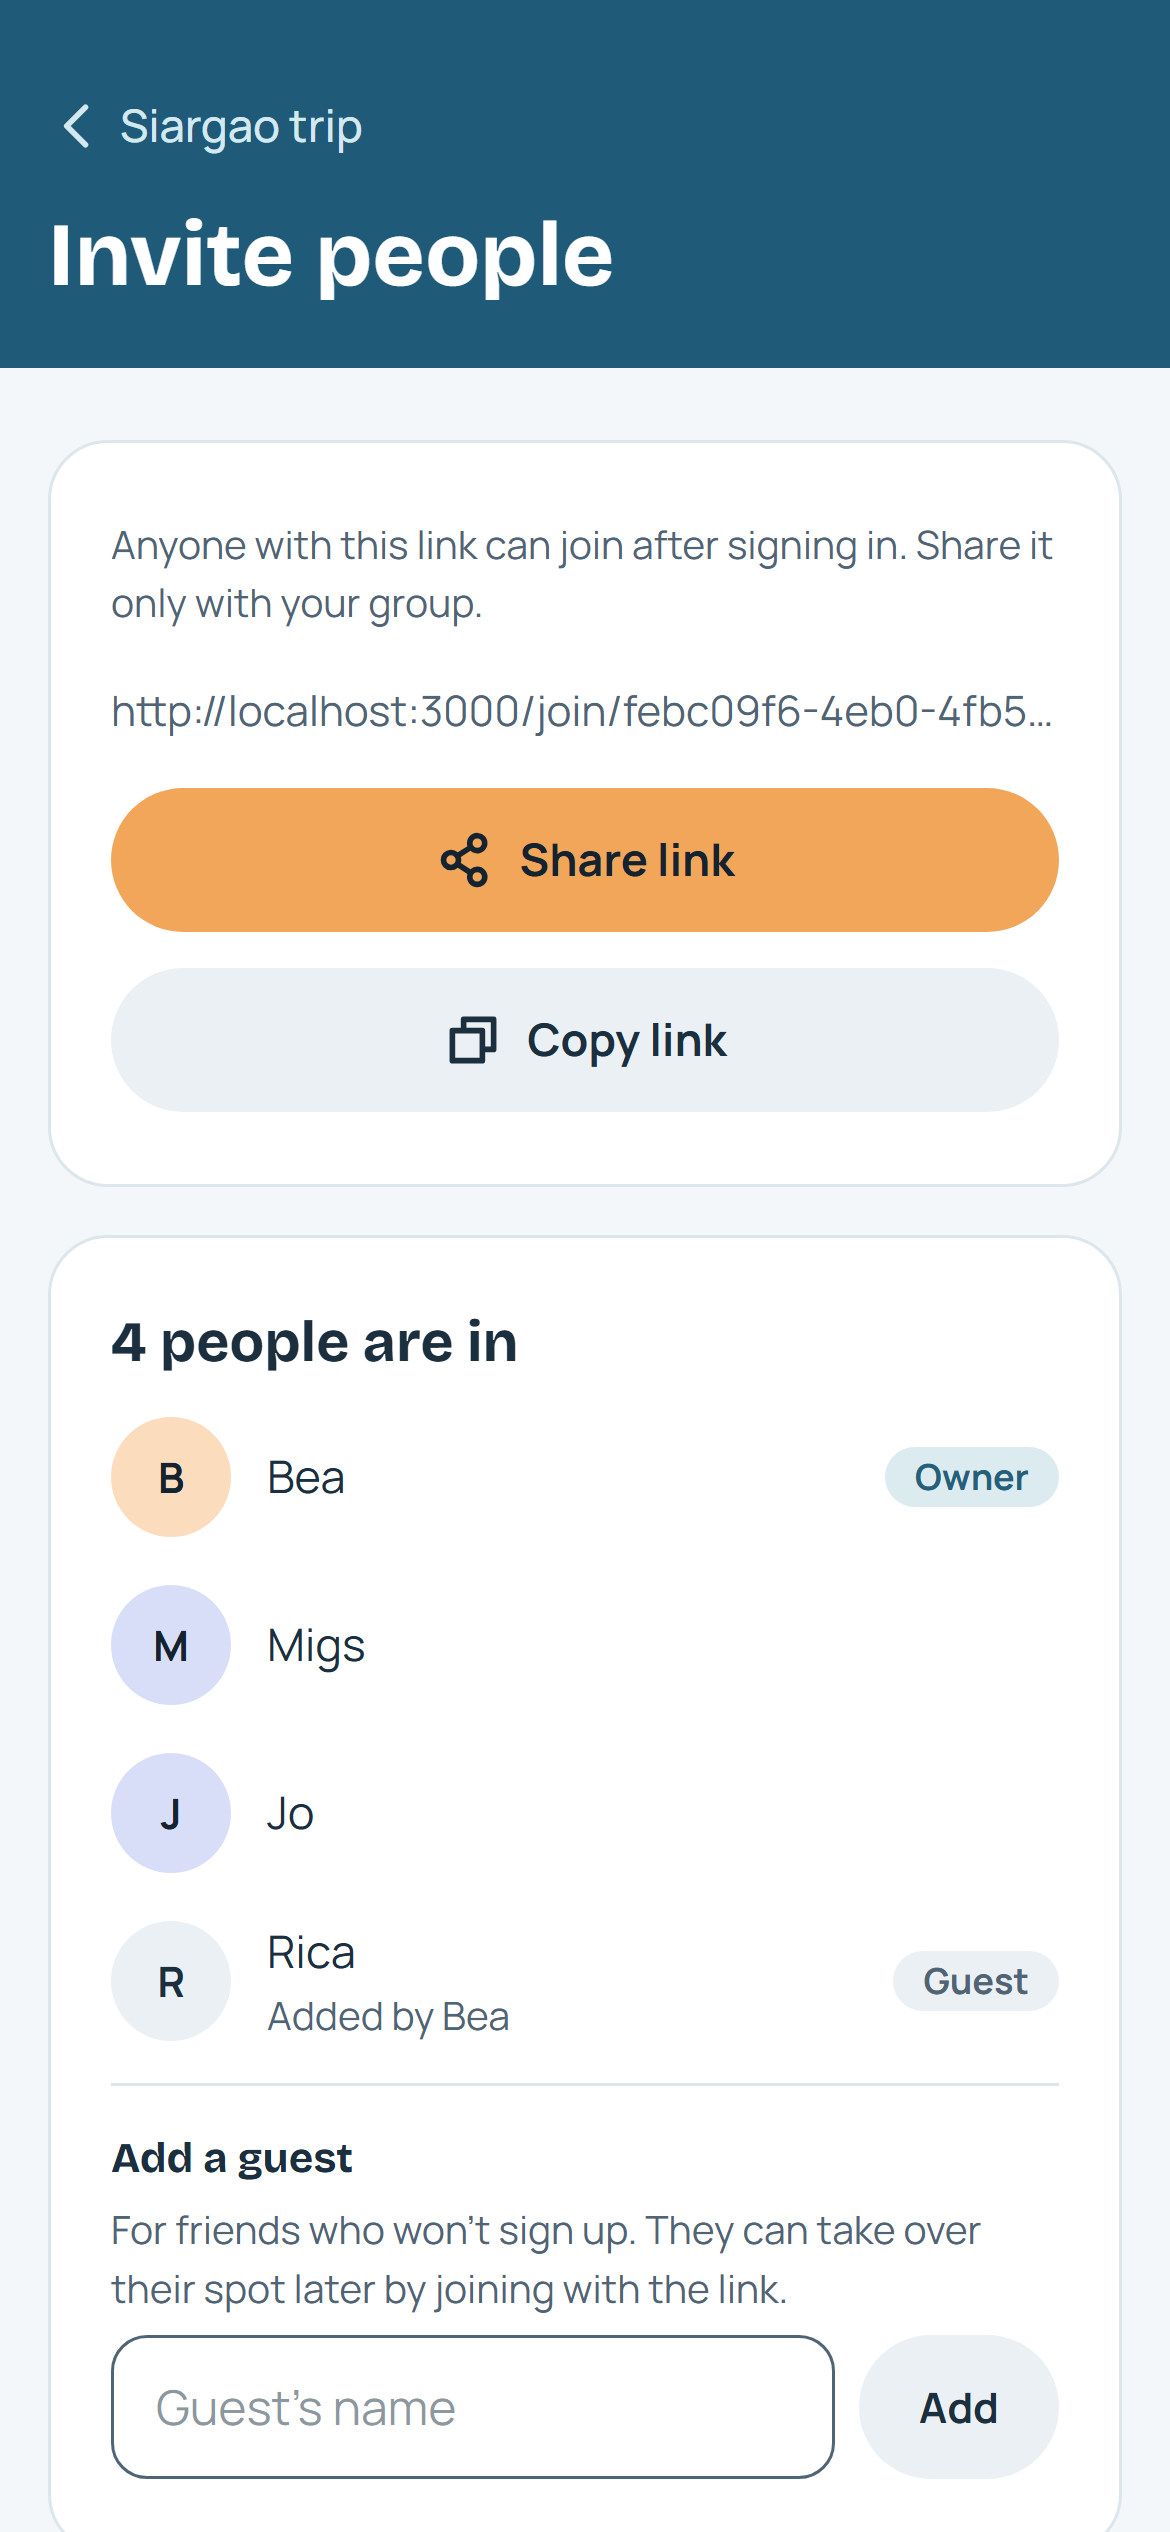 Siargao trip
Invite people
Anyone with this link can join after signing in. Share it
only with your group.
http://localhost:3000/join/febc09f6-4eb0-4fb5…
Share link
Copy link
4 people are in
B
Bea
Owner
M
Migs
J
Jo
R
Rica
Added by Bea
Guest
Add a guest
For friends who won’t sign up. They can take over
their spot later by joining with the link.
Guest’s name
Add